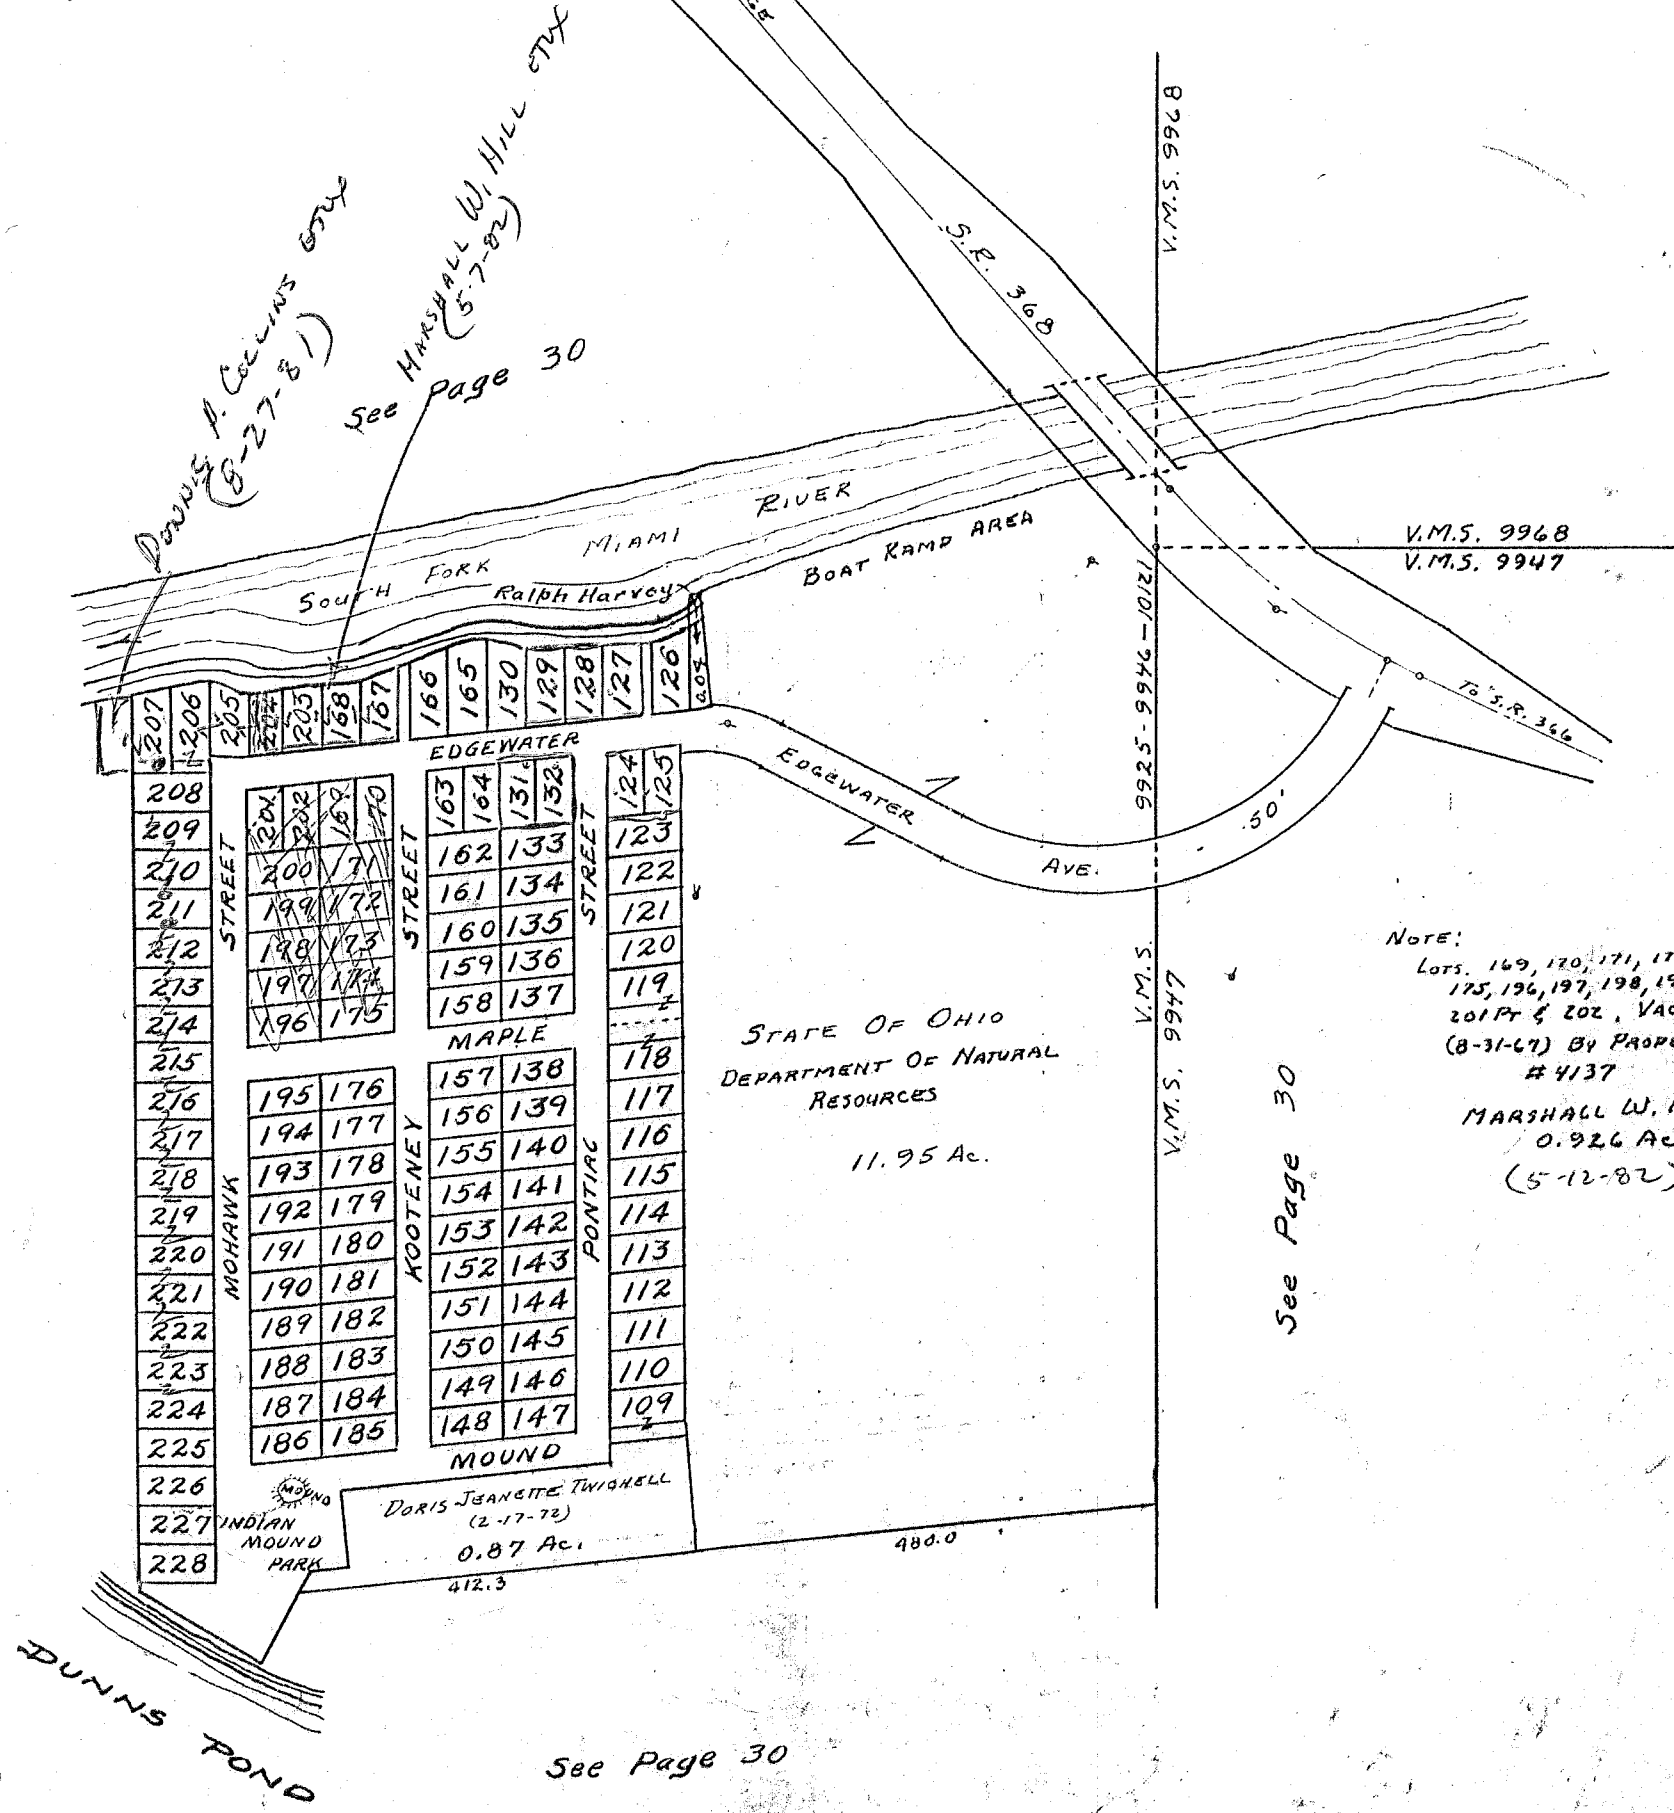 MARSHALL W. HILL ETUX
(5-7-82)
DONNIE P. COLLINS ETUX
(8-27-81)
See Page 30
V.M.S. 9968
S.R. 368
SOUTH FORK MIAMI RIVER
Ralph Harvey
BOAT RAMP AREA
V.M.S. 9968
V.M.S. 9947
To S.R. 366
207 206 205 204 203 168 167 166 165 130 129 128 127 126 0.04
EDGEWATER
EDGEWATER AVE.
50'
V.M.S. 9925-9946-10121
V.M.S. 9947
208
209
210
211
212
213
214
215
216
217
218
219
220
221
222
223
224
225
226
227
228
MOHAWK STREET
201 202 169 170
200 171
199 172
198 173
197 174
196 175
195 176
194 177
193 178
192 179
191 180
190 181
189 182
188 183
187 184
186 185
KOOTENEY STREET
163 164 131 132
162 133
161 134
160 135
159 136
158 137
MAPLE
157 138
156 139
155 140
154 141
153 142
152 143
151 144
150 145
149 146
148 147
MOUND
PONTIAC STREET
124 125
123
122
121
120
119
118
117
116
115
114
113
112
111
110
109
STATE OF OHIO
DEPARTMENT OF NATURAL
RESOURCES
11.95 Ac.
NOTE:
LOTS. 169, 170, 171,
175, 196, 197, 198,
201 PT & 202,
(8-31-67) BY
# 4137
MARSHALL W.
0.926 Ac
(5-12-82)
See Page 30
MOUND
INDIAN
MOUND
PARK
DORIS JEANETTE TWIGHELL
(2-17-72)
0.87 Ac.
412.3
480.0
DUNNS POND
See Page 30